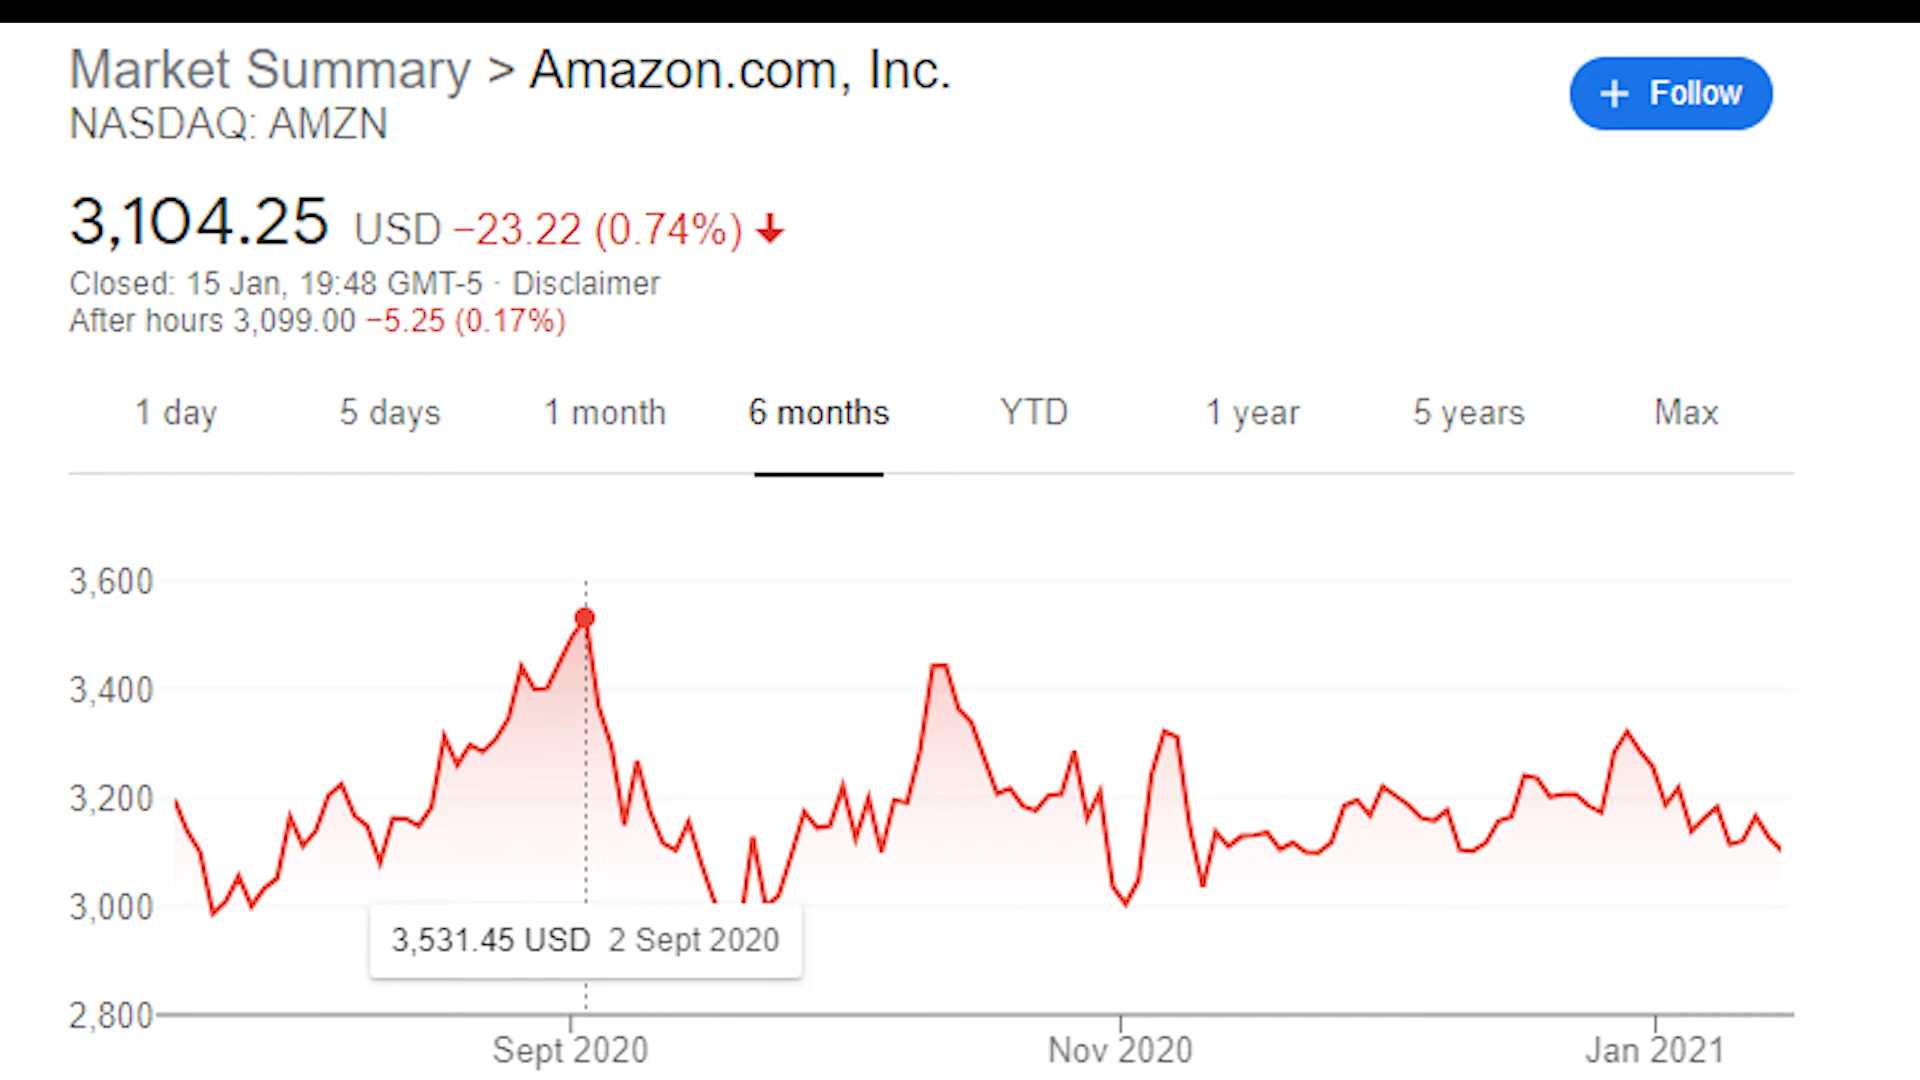 Market Summary > Amazon.com, Inc.
NASDAQ: AMZN
+ Follow
3,104.25 USD −23.22 (0.74%)
Closed: 15 Jan, 19:48 GMT-5 · Disclaimer
After hours 3,099.00 −5.25 (0.17%)
1 day 5 days 1 month 6 months YTD 1 year 5 years Max
3,600
3,400
3,200
3,000
3,531.45 USD 2 Sept 2020
2,800
Sept 2020 Nov 2020 Jan 2021